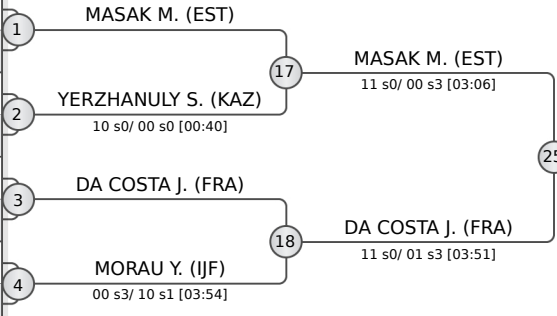 MASAK M. (EST)
1
17
MASAK M. (EST)
11 s0/ 00 s3 [03:06]
YERZHANULY S. (KAZ)
2
10 s0/ 00 s0 [00:40]
25
DA COSTA J. (FRA)
3
18
DA COSTA J. (FRA)
11 s0/ 01 s3 [03:51]
MORAU Y. (IJF)
4
00 s3/ 10 s1 [03:54]